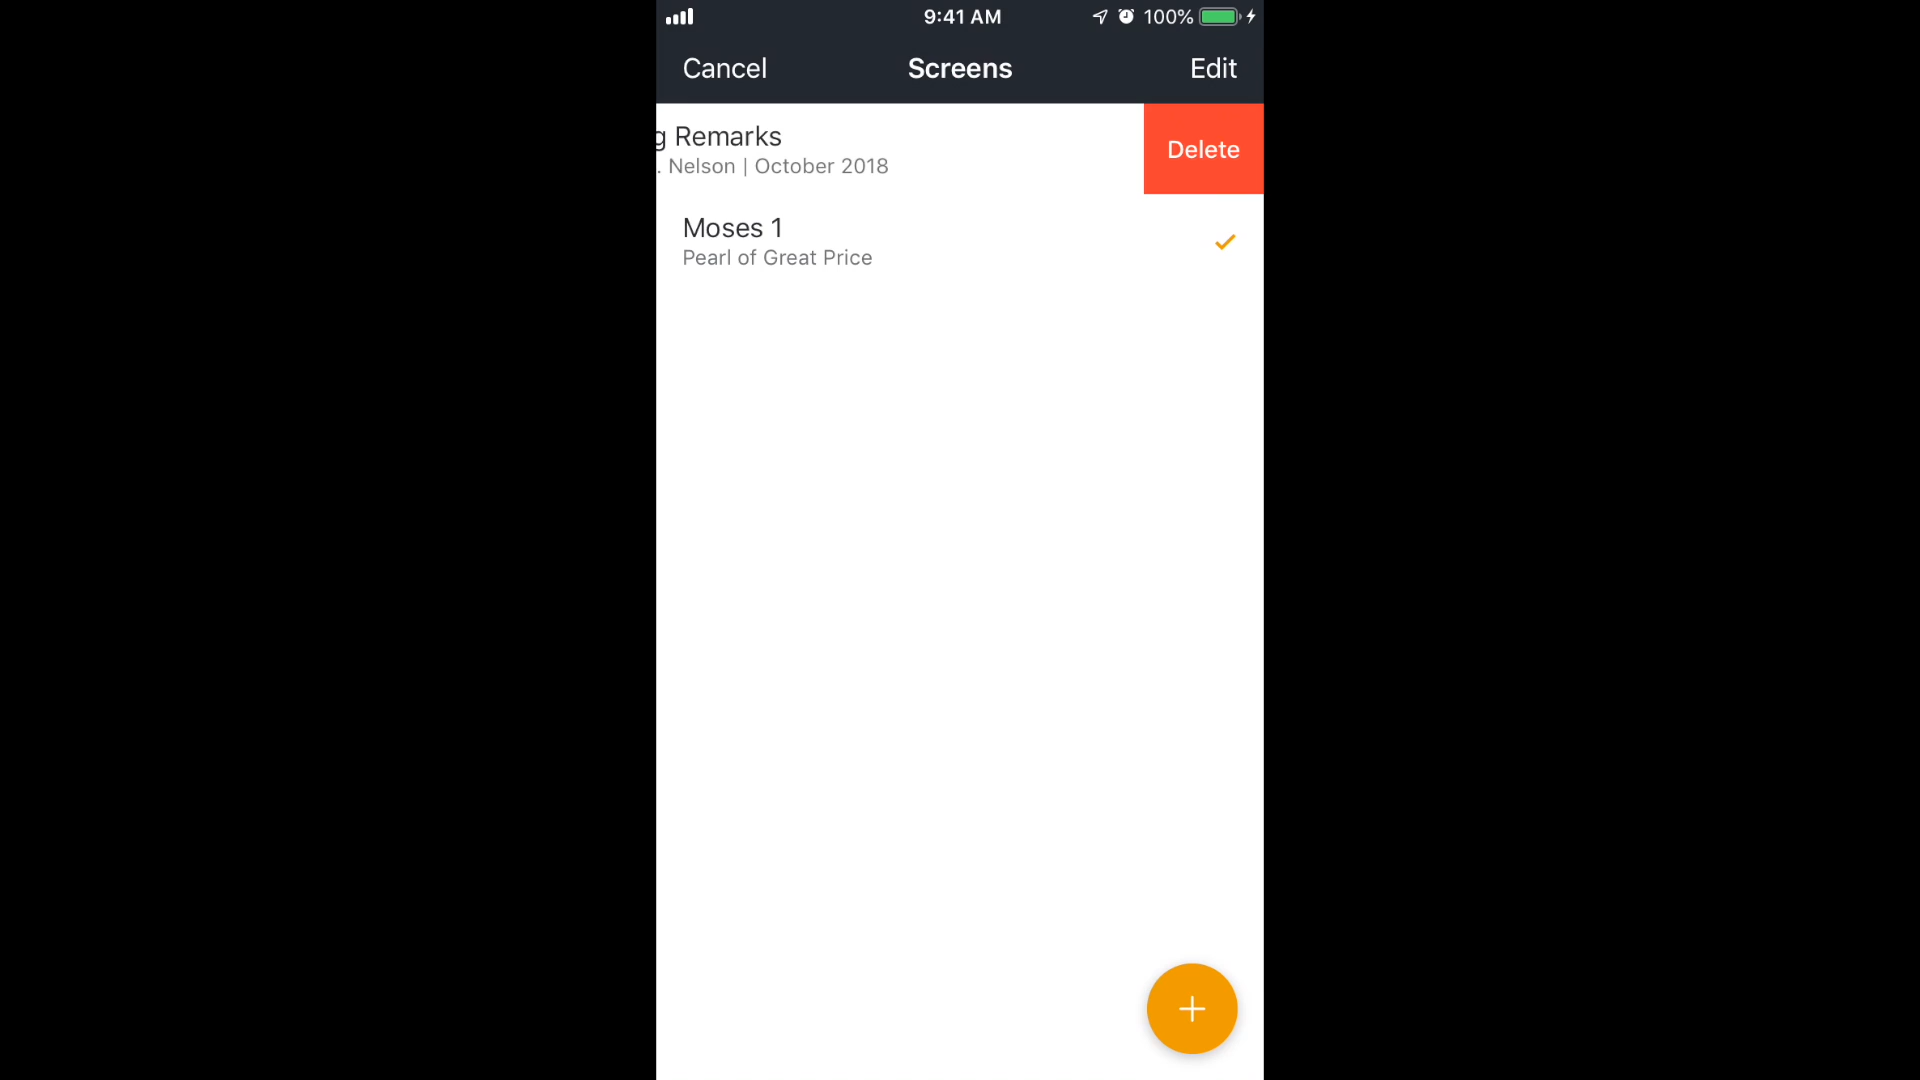 9:41 AM 100%
Cancel Screens Edit
g Remarks
. Nelson | October 2018
Delete
Moses 1
Pearl of Great Price